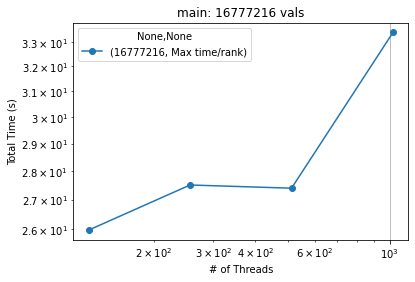 main: 16777216 vals
None,None
(16777216, Max time/rank)
Total Time (s)
3.3 × 10¹
3.2 × 10¹
3.1 × 10¹
3 × 10¹
2.9 × 10¹
2.8 × 10¹
2.7 × 10¹
2.6 × 10¹
2 × 10² 3 × 10² 4 × 10² 6 × 10² 10³
# of Threads